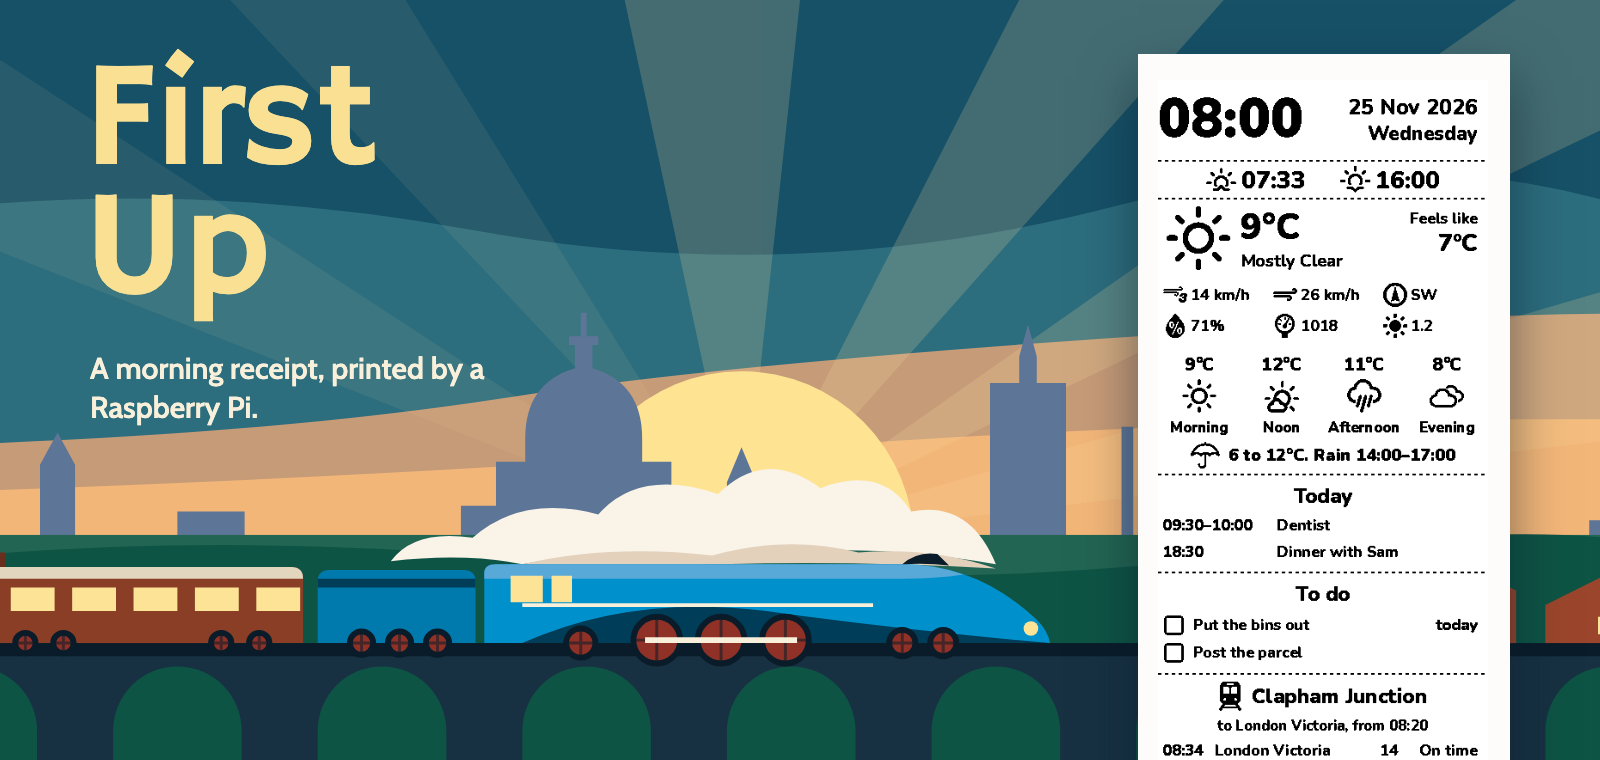 First
Up
A morning receipt, printed by a
Raspberry Pi.
08:00
25 Nov 2026
Wednesday
07:33 16:00
9°C
Mostly Clear
Feels like
7°C
14 km/h 26 km/h SW
71% 1018 1.2
9°C 12°C 11°C 8°C
Morning Noon Afternoon Evening
6 to 12°C. Rain 14:00–17:00
Today
09:30–10:00 Dentist
18:30 Dinner with Sam
To do
Put the bins out today
Post the parcel
Clapham Junction
to London Victoria, from 08:20
08:34 London Victoria 14 On time